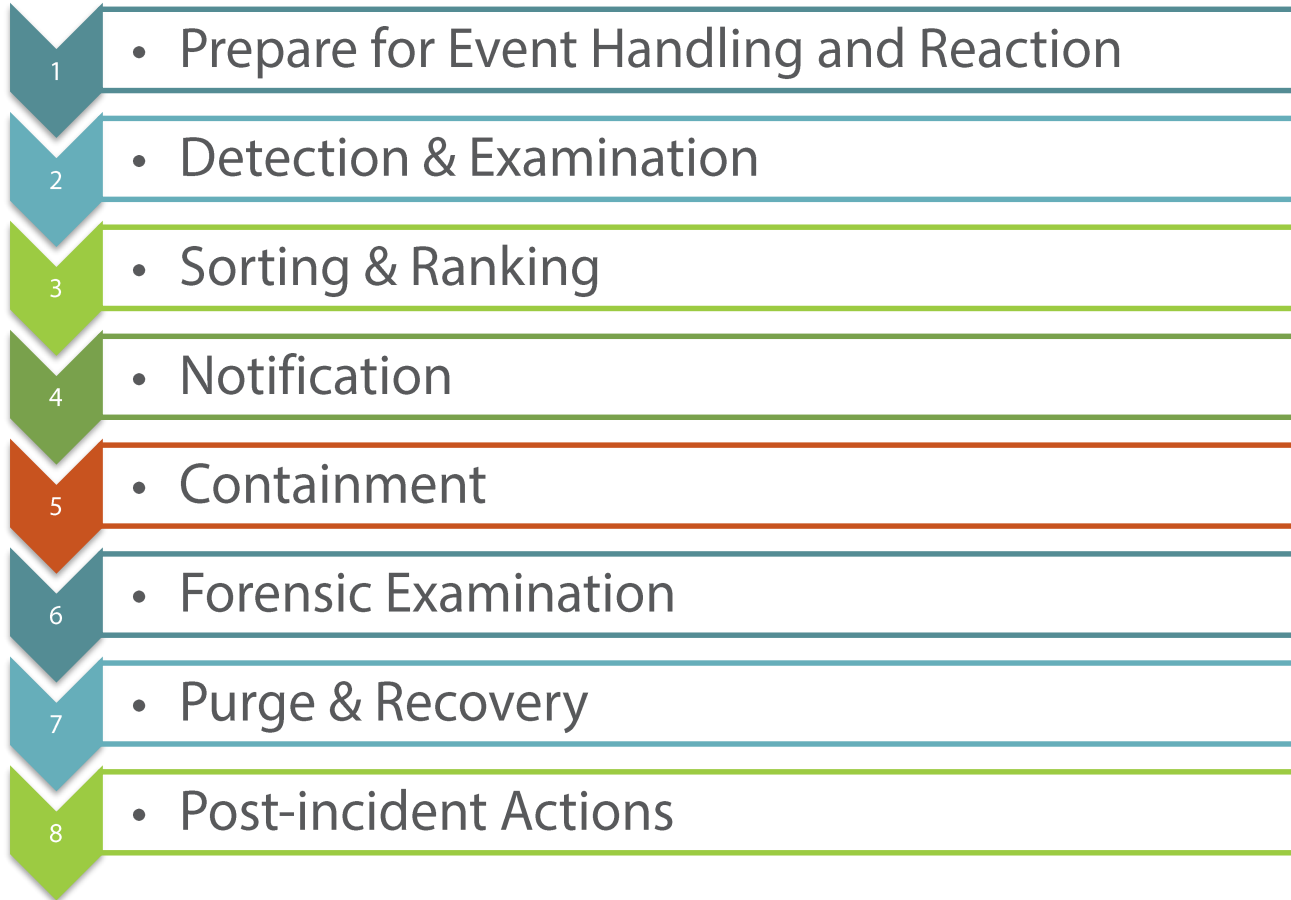 1 • Prepare for Event Handling and Reaction
2 • Detection & Examination
3 • Sorting & Ranking
4 • Notification
5 • Containment
6 • Forensic Examination
7 • Purge & Recovery
8 • Post-incident Actions